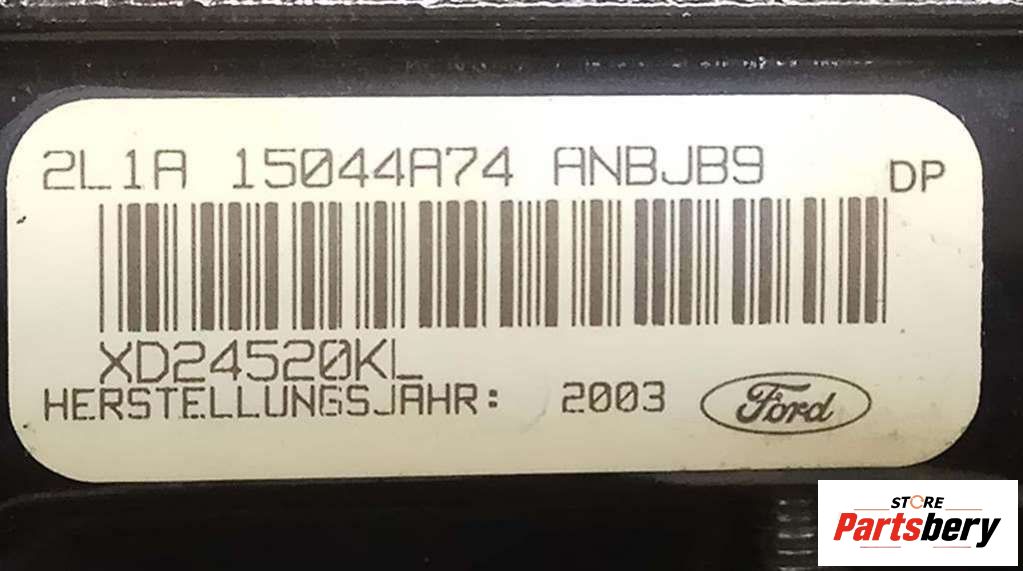 2L1A 15044A74 ANBJB9 DP
XD24520KL
HERSTELLUNGSJAHR: 2003 Ford
STORE
Partsbery